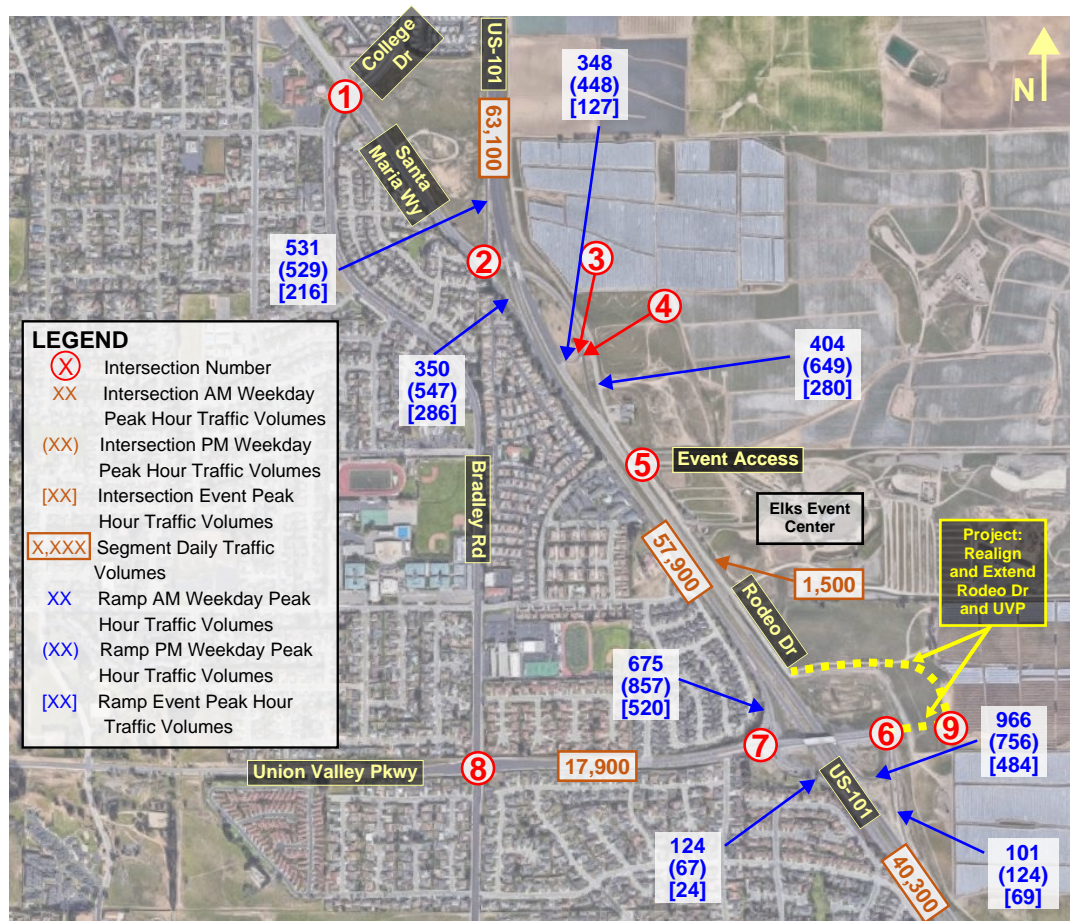 College
Dr
US-101
63,100
348
(448)
[127]
N
1
Santa
Maria Wy
531
(529)
[216]
2
3
4
LEGEND
X Intersection Number
XX Intersection AM Weekday
Peak Hour Traffic Volumes
(XX) Intersection PM Weekday
Peak Hour Traffic Volumes
[XX] Intersection Event Peak
Hour Traffic Volumes
X,XXX Segment Daily Traffic
Volumes
XX Ramp AM Weekday Peak
Hour Traffic Volumes
(XX) Ramp PM Weekday Peak
Hour Traffic Volumes
[XX] Ramp Event Peak Hour
Traffic Volumes
350
(547)
[286]
404
(649)
[280]
5
Event Access
Bradley Rd
Elks Event
Center
57,900
1,500
Project:
Realign
and Extend
Rodeo Dr
and UVP
Rodeo Dr
675
(857)
[520]
6
9
966
(756)
[484]
7
8
Union Valley Pkwy
17,900
US-101
124
(67)
[24]
101
(124)
[69]
40,300